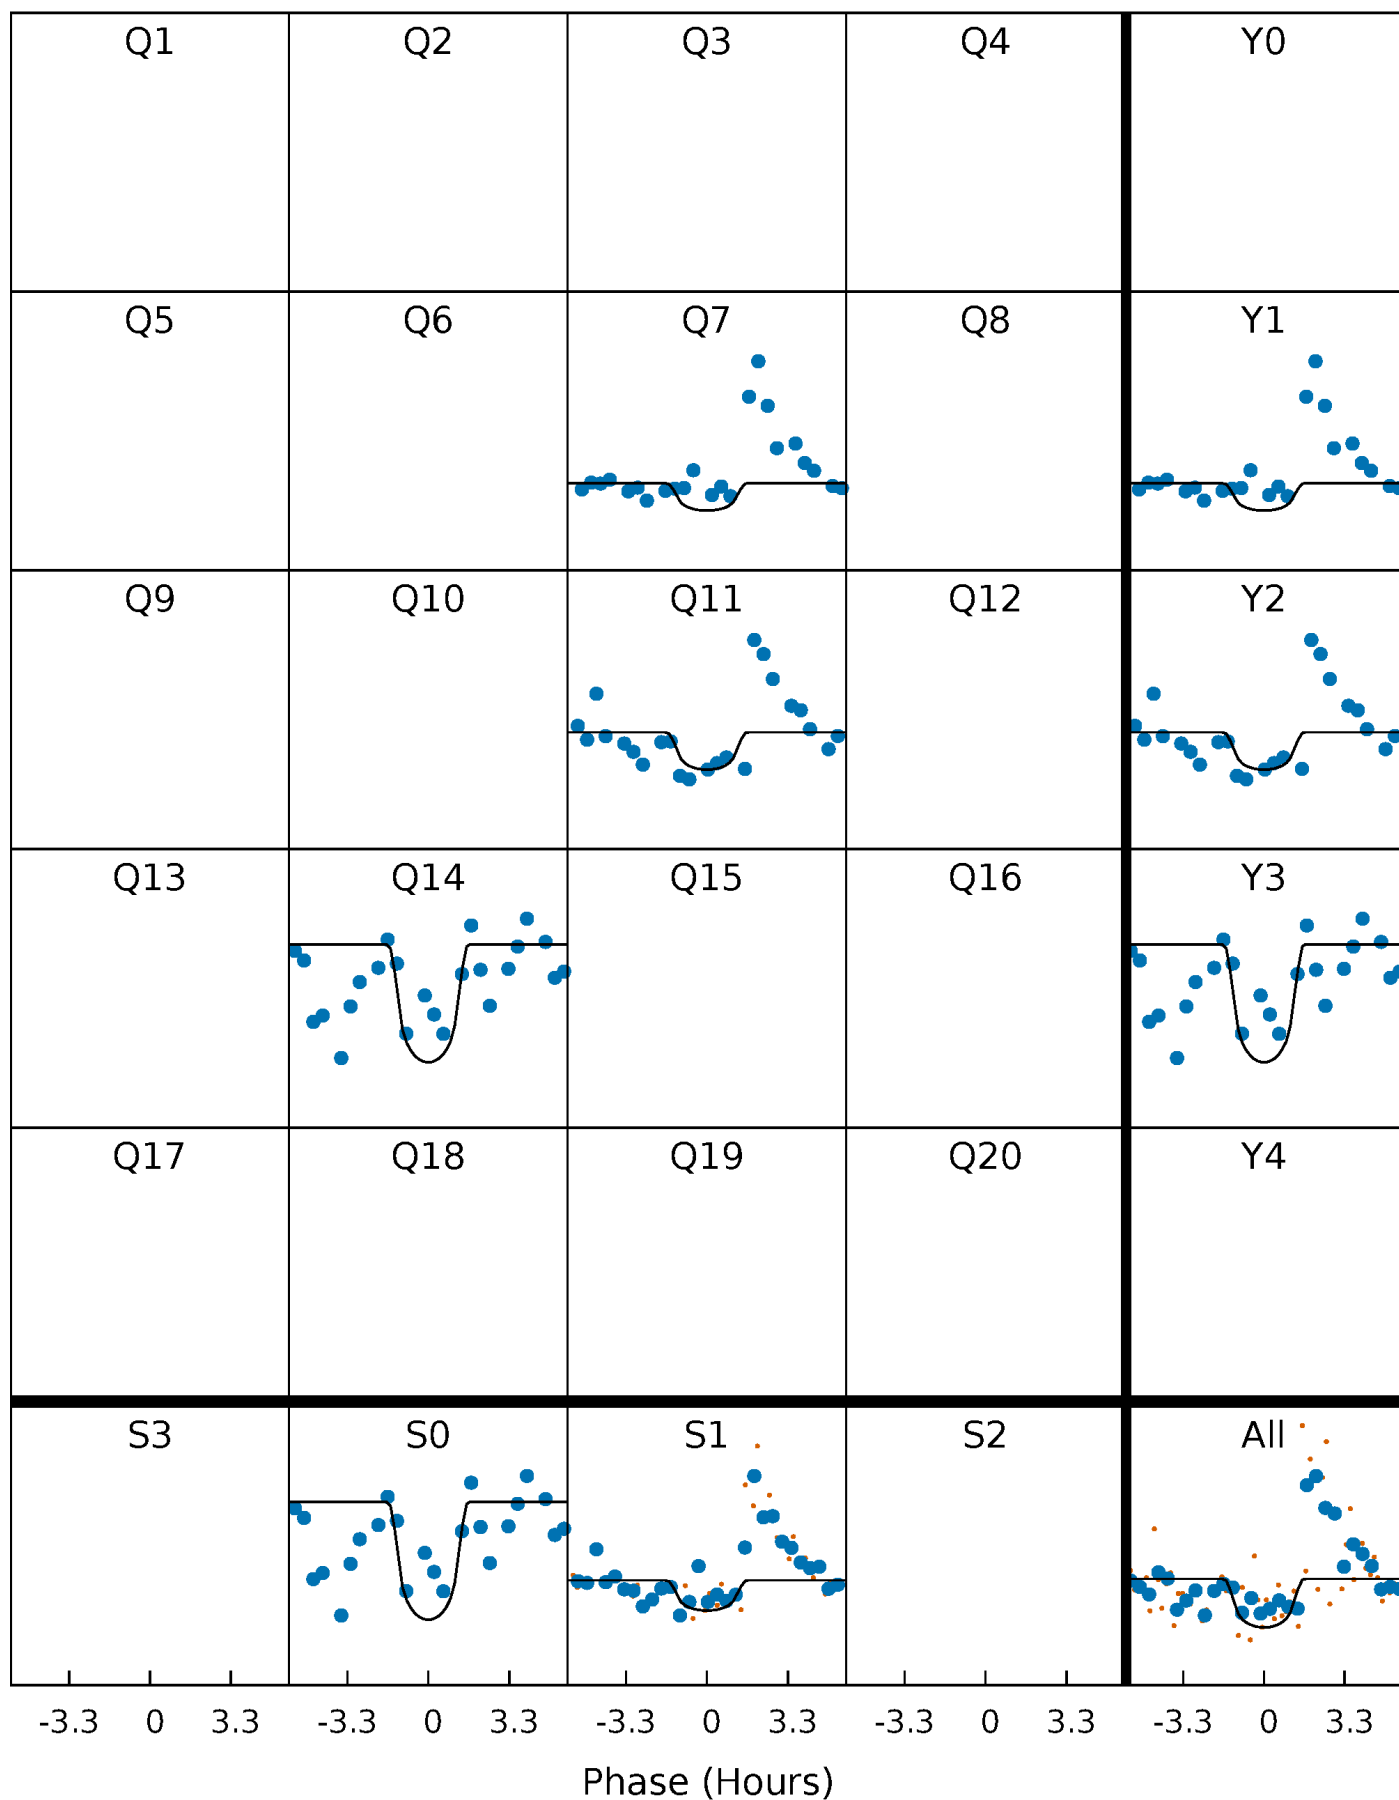 Q1 Q2 Q3 Q4 Y0
Q5 Q6 Q7 Q8 Y1
Q9 Q10 Q11 Q12 Y2
Q13 Q14 Q15 Q16 Y3
Q17 Q18 Q19 Q20 Y4
S3 S0 S1 S2 All
-3.3 0 3.3 -3.3 0 3.3 -3.3 0 3.3 -3.3 0 3.3 -3.3 0 3.3
Phase (Hours)